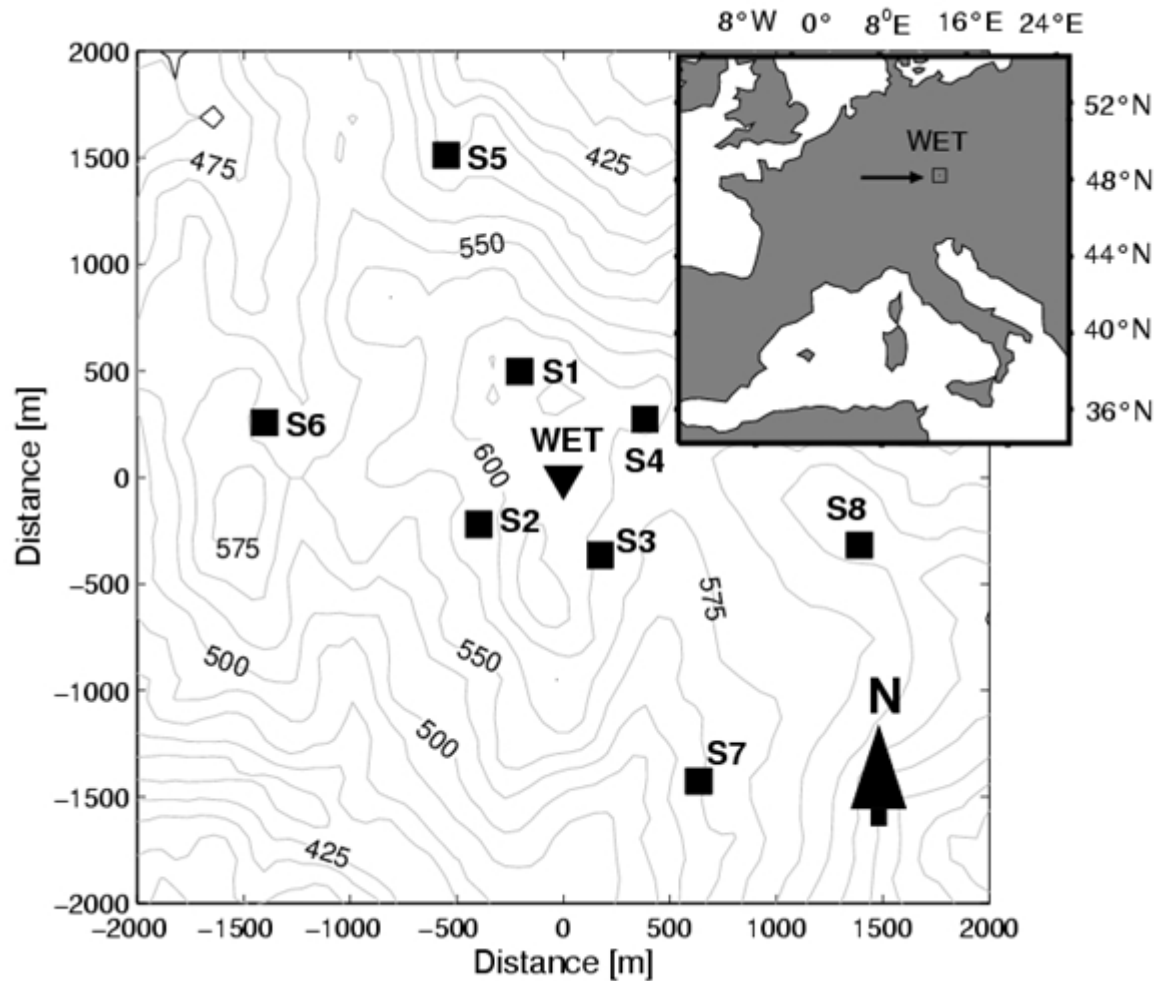 8°W 0° 8°E 16°E 24°E
2000
52°N
WET
475
1500
S5
425
48°N
550
1000
44°N
40°N
500
S1
36°N
S6
WET
S4
600
0
S8
S2
S3
575
-500
575
500
550
-1000
N
500
S7
-1500
425
-2000
-2000 -1500 -1000 -500 0 500 1000 1500 2000
Distance [m]
Distance [m]